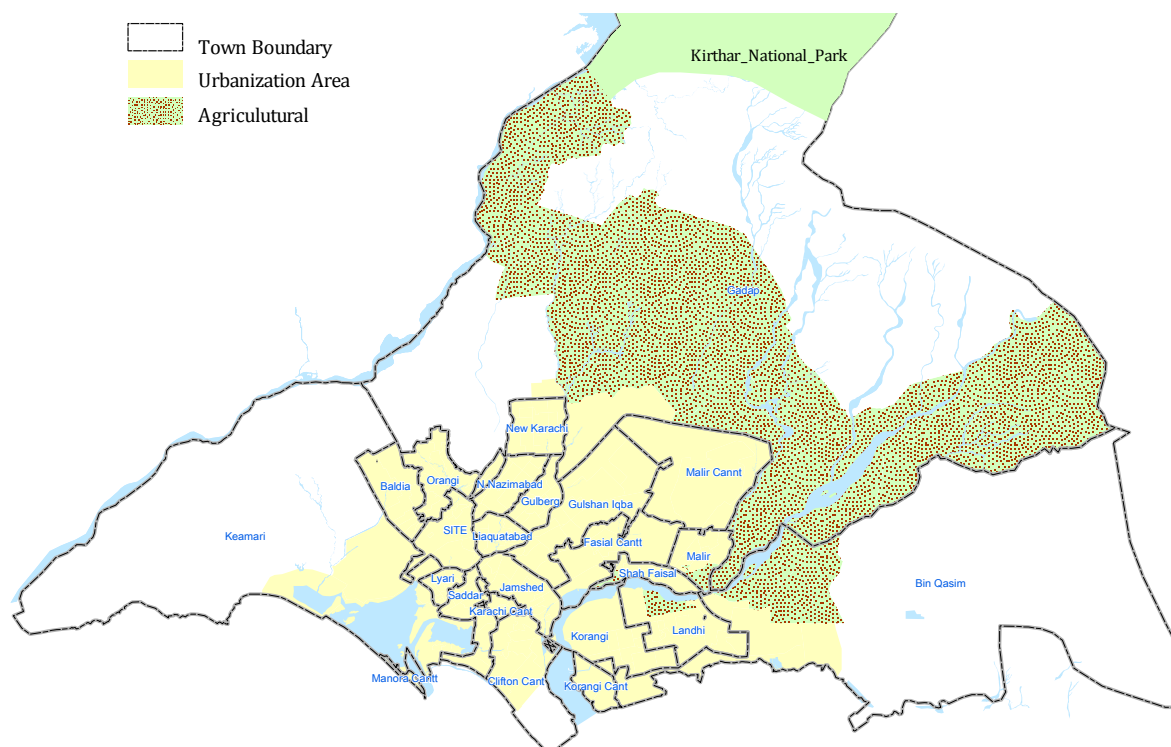 Town Boundary
Urbanization Area
Agriculutural
Kirthar_National_Park
Gadap
New Karachi
Orangi
N.Nazimabad
Malir Cannt
Baldia
Gulberg
Gulshan Iqba
SITE
Liaquatabad
Keamari
Fasial Cantt
Malir
Lyari
Shah Faisal
Jamshed
Bin Qasim
Saddar
Karachi Cant
Korangi
Landhi
Manora Cantt
Clifton Cant
Korangi Cant